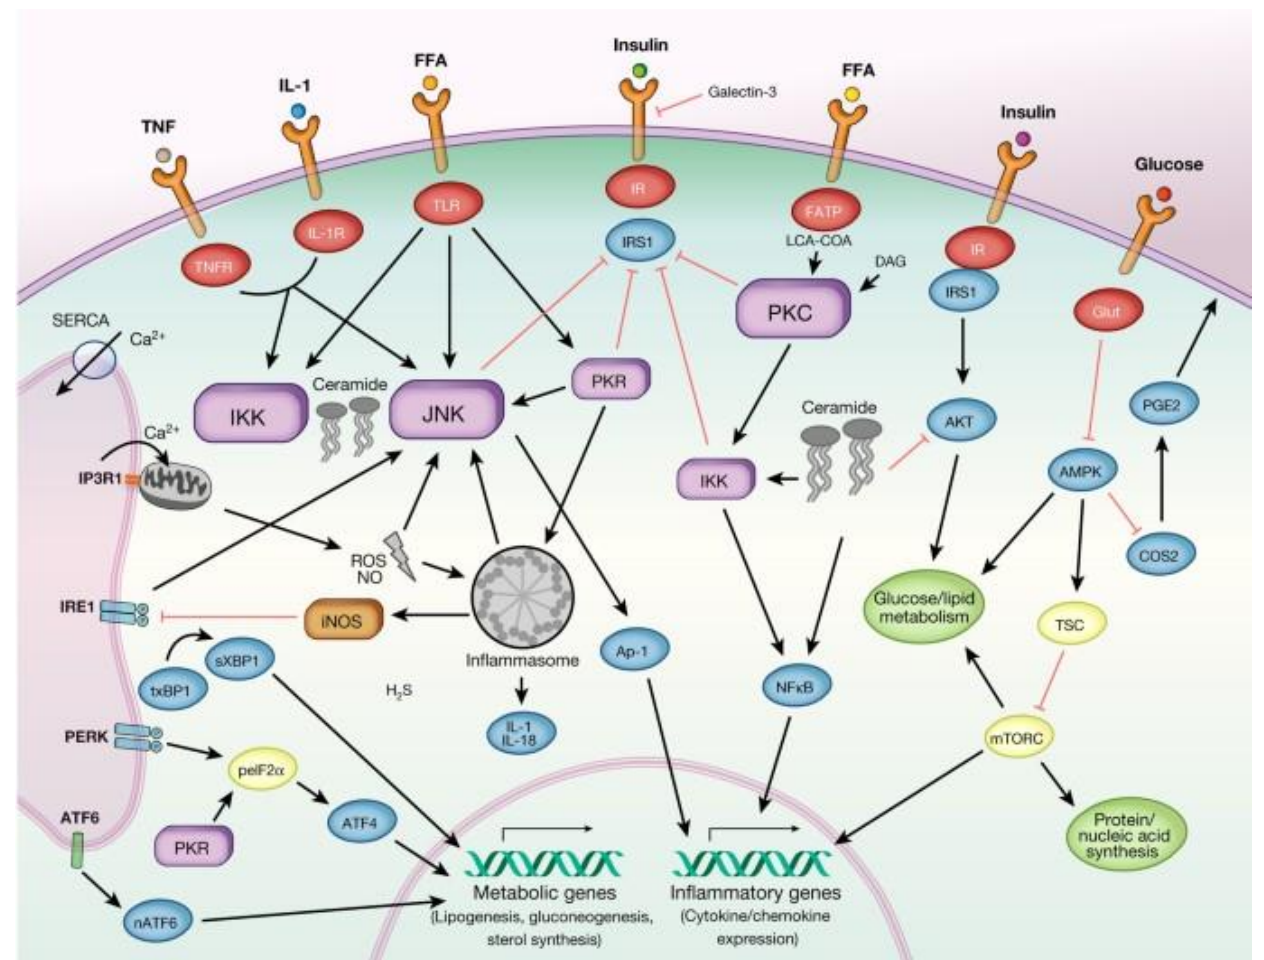 Insulin
FFA
FFA
IL-1
Galectin-3
Insulin
TNF
Glucose
IR
TLR
FATP
IL-1R
IRS1
LCA-COA
IR
TNFR
DAG
IRS1
PKC
Glut
SERCA
Ca2+
PKR
Ceramide
IKK
JNK
Ceramide
PGE2
AKT
Ca2+
IP3R1
IKK
AMPK
ROS
NO
COS2
IRE1
iNOS
Glucose/lipid
metabolism
TSC
Inflammasome
Ap-1
sXBP1
txBP1
H2S
NFκB
PERK
IL-1
IL-18
mTORC
peIF2α
ATF6
ATF4
PKR
Protein/
nucleic acid
synthesis
Metabolic genes
(Lipogenesis, gluconeogenesis,
sterol synthesis)
Inflammatory genes
(Cytokine/chemokine
expression)
nATF6